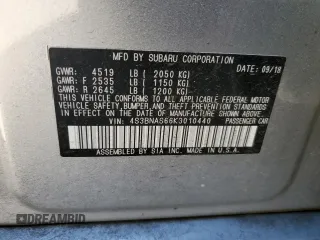 MFD BY SUBARU CORPORATION
GVWR: 4519 LB ( 2050 KG) DATE: 09/18
GAWR: F 2535 LB ( 1150 KG)
GAWR: R 2645 LB ( 1200 KG)
THIS VEHICLE CONFORMS TO ALL APPLICABLE FEDERAL MOTOR
VEHICLE SAFETY, BUMPER, AND THEFT PREVENTION STANDARDS
IN EFFECT ON THE DATE OF MANUFACTURE SHOWN ABOVE.
VIN: 4S3BNAS66K3010440 PASSENGER CAR
ASSEMBLED BY SIA INC. MADE IN U.S.A.
DREAMBID
DREAMBID.COM